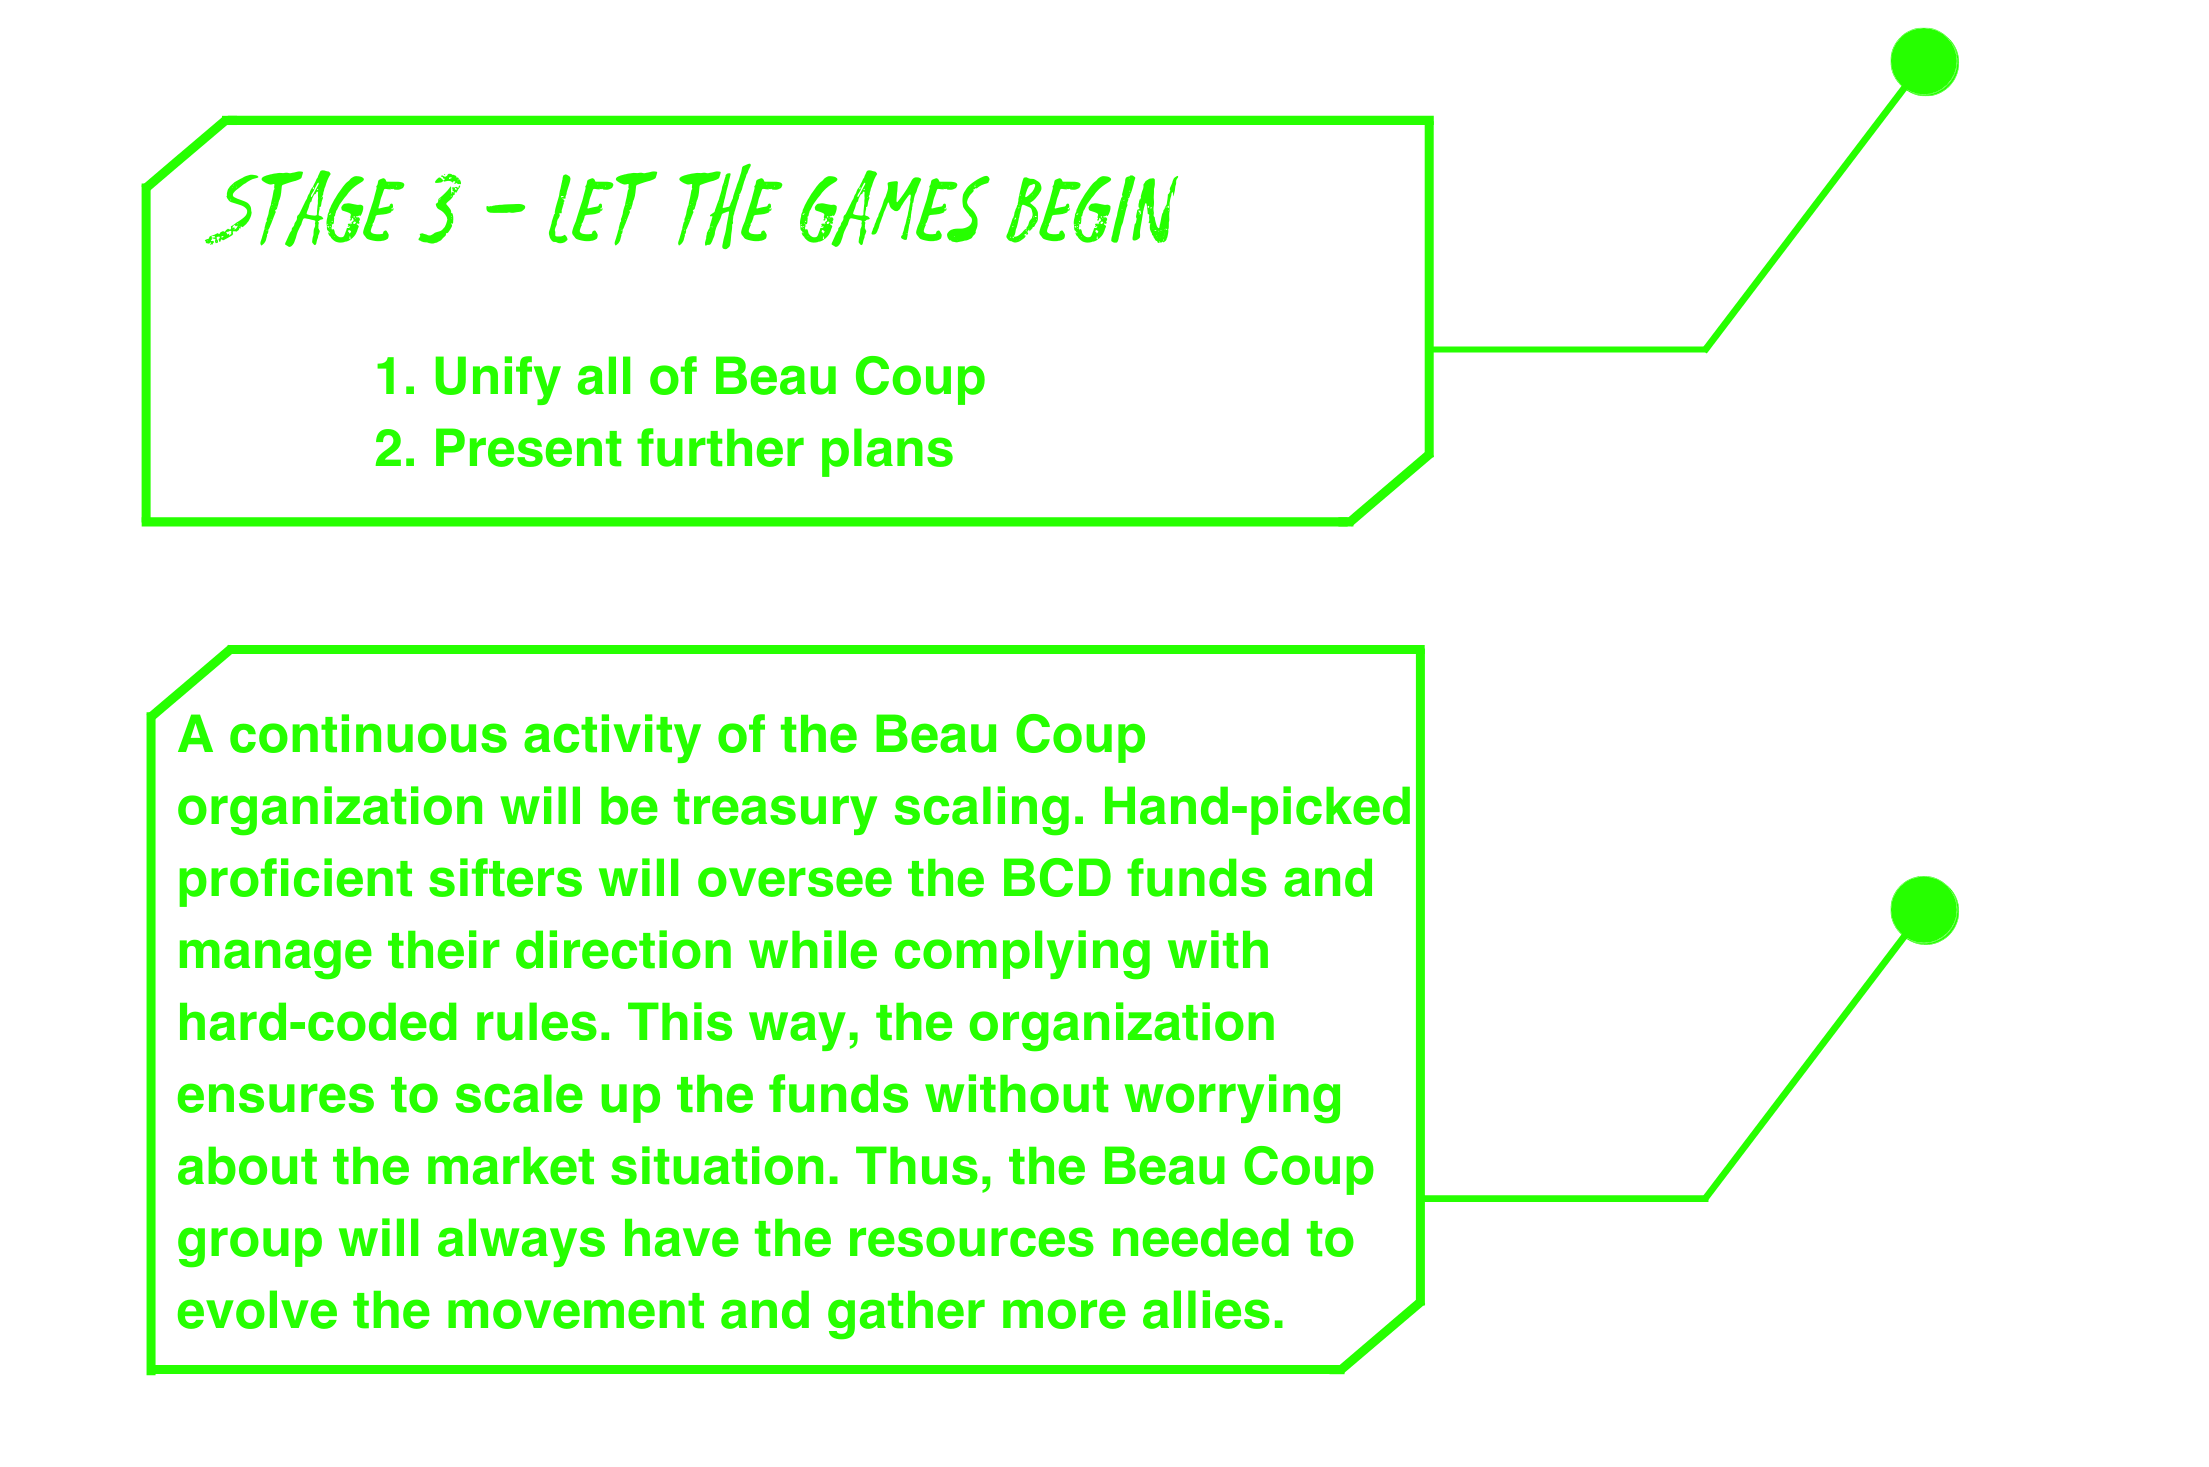 STAGE 3 – LET THE GAMES BEGIN
1. Unify all of Beau Coup
2. Present further plans
A continuous activity of the Beau Coup
organization will be treasury scaling. Hand-picked
proficient sifters will oversee the BCD funds and
manage their direction while complying with
hard-coded rules. This way, the organization
ensures to scale up the funds without worrying
about the market situation. Thus, the Beau Coup
group will always have the resources needed to
evolve the movement and gather more allies.